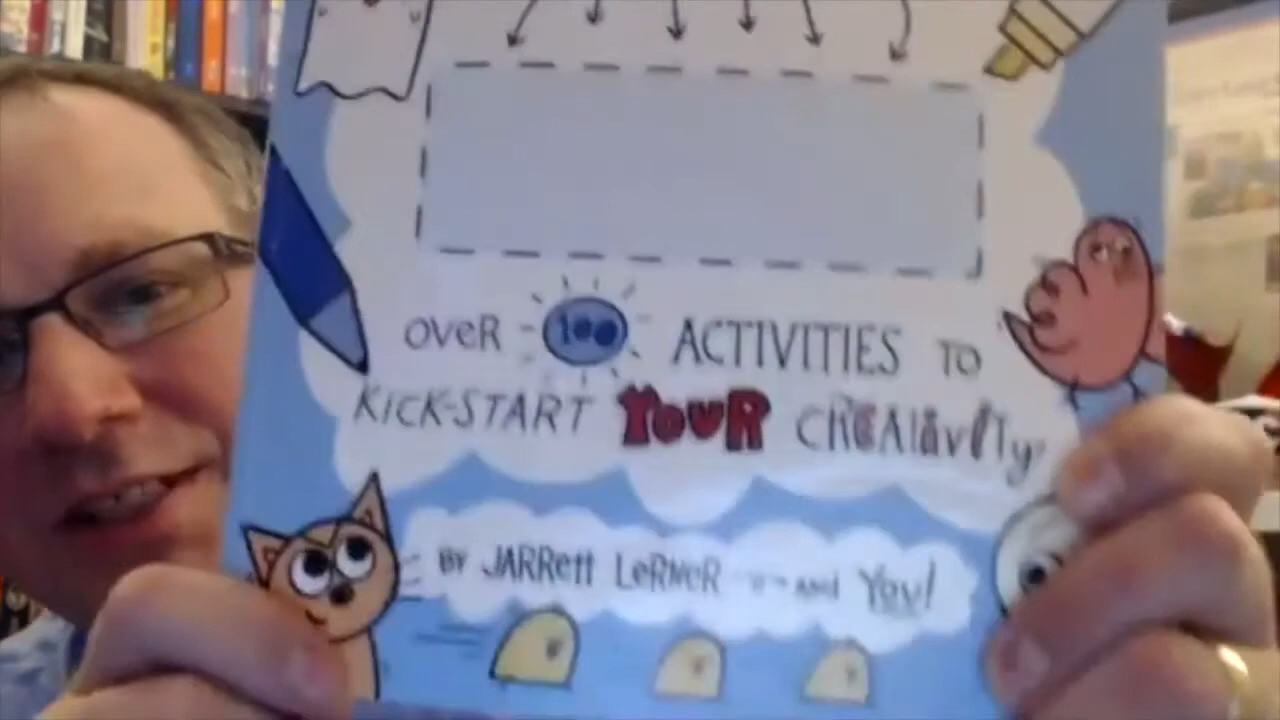 OVER 100 ACTIVITIES TO
KICK-START YOUR CREATIVITY
BY JARRETT LERNER ... AND YOU!